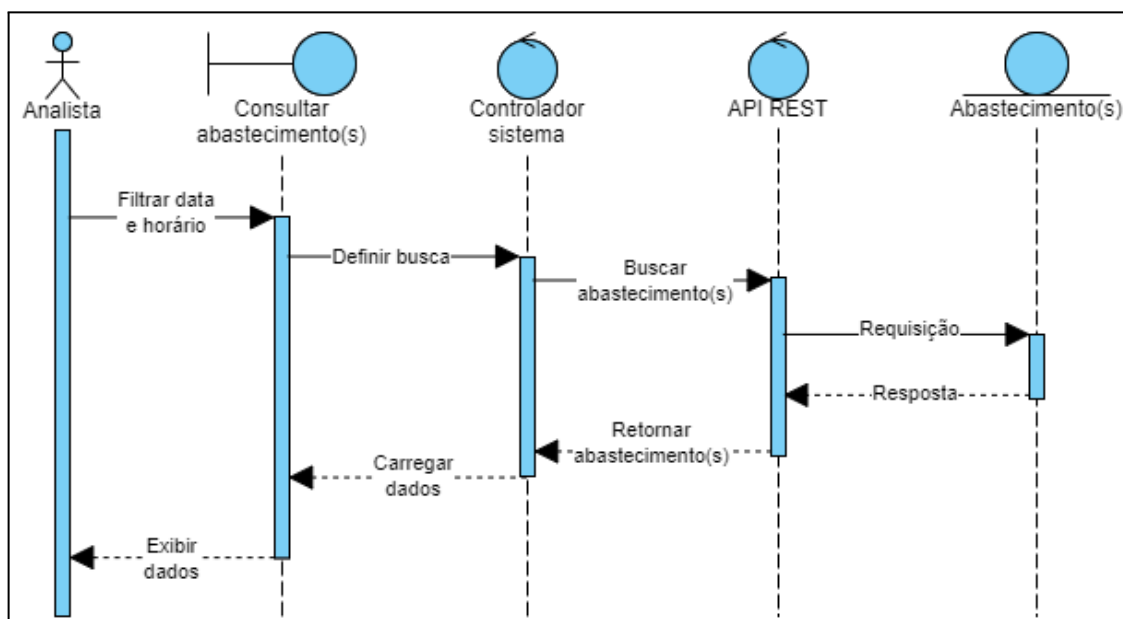 Analista
Consultar
abastecimento(s)
Controlador
sistema
API REST
Abastecimento(s)
Filtrar data
e horário
Definir busca
Buscar
abastecimento(s)
Requisição
Resposta
Retornar
abastecimento(s)
Carregar
dados
Exibir
dados